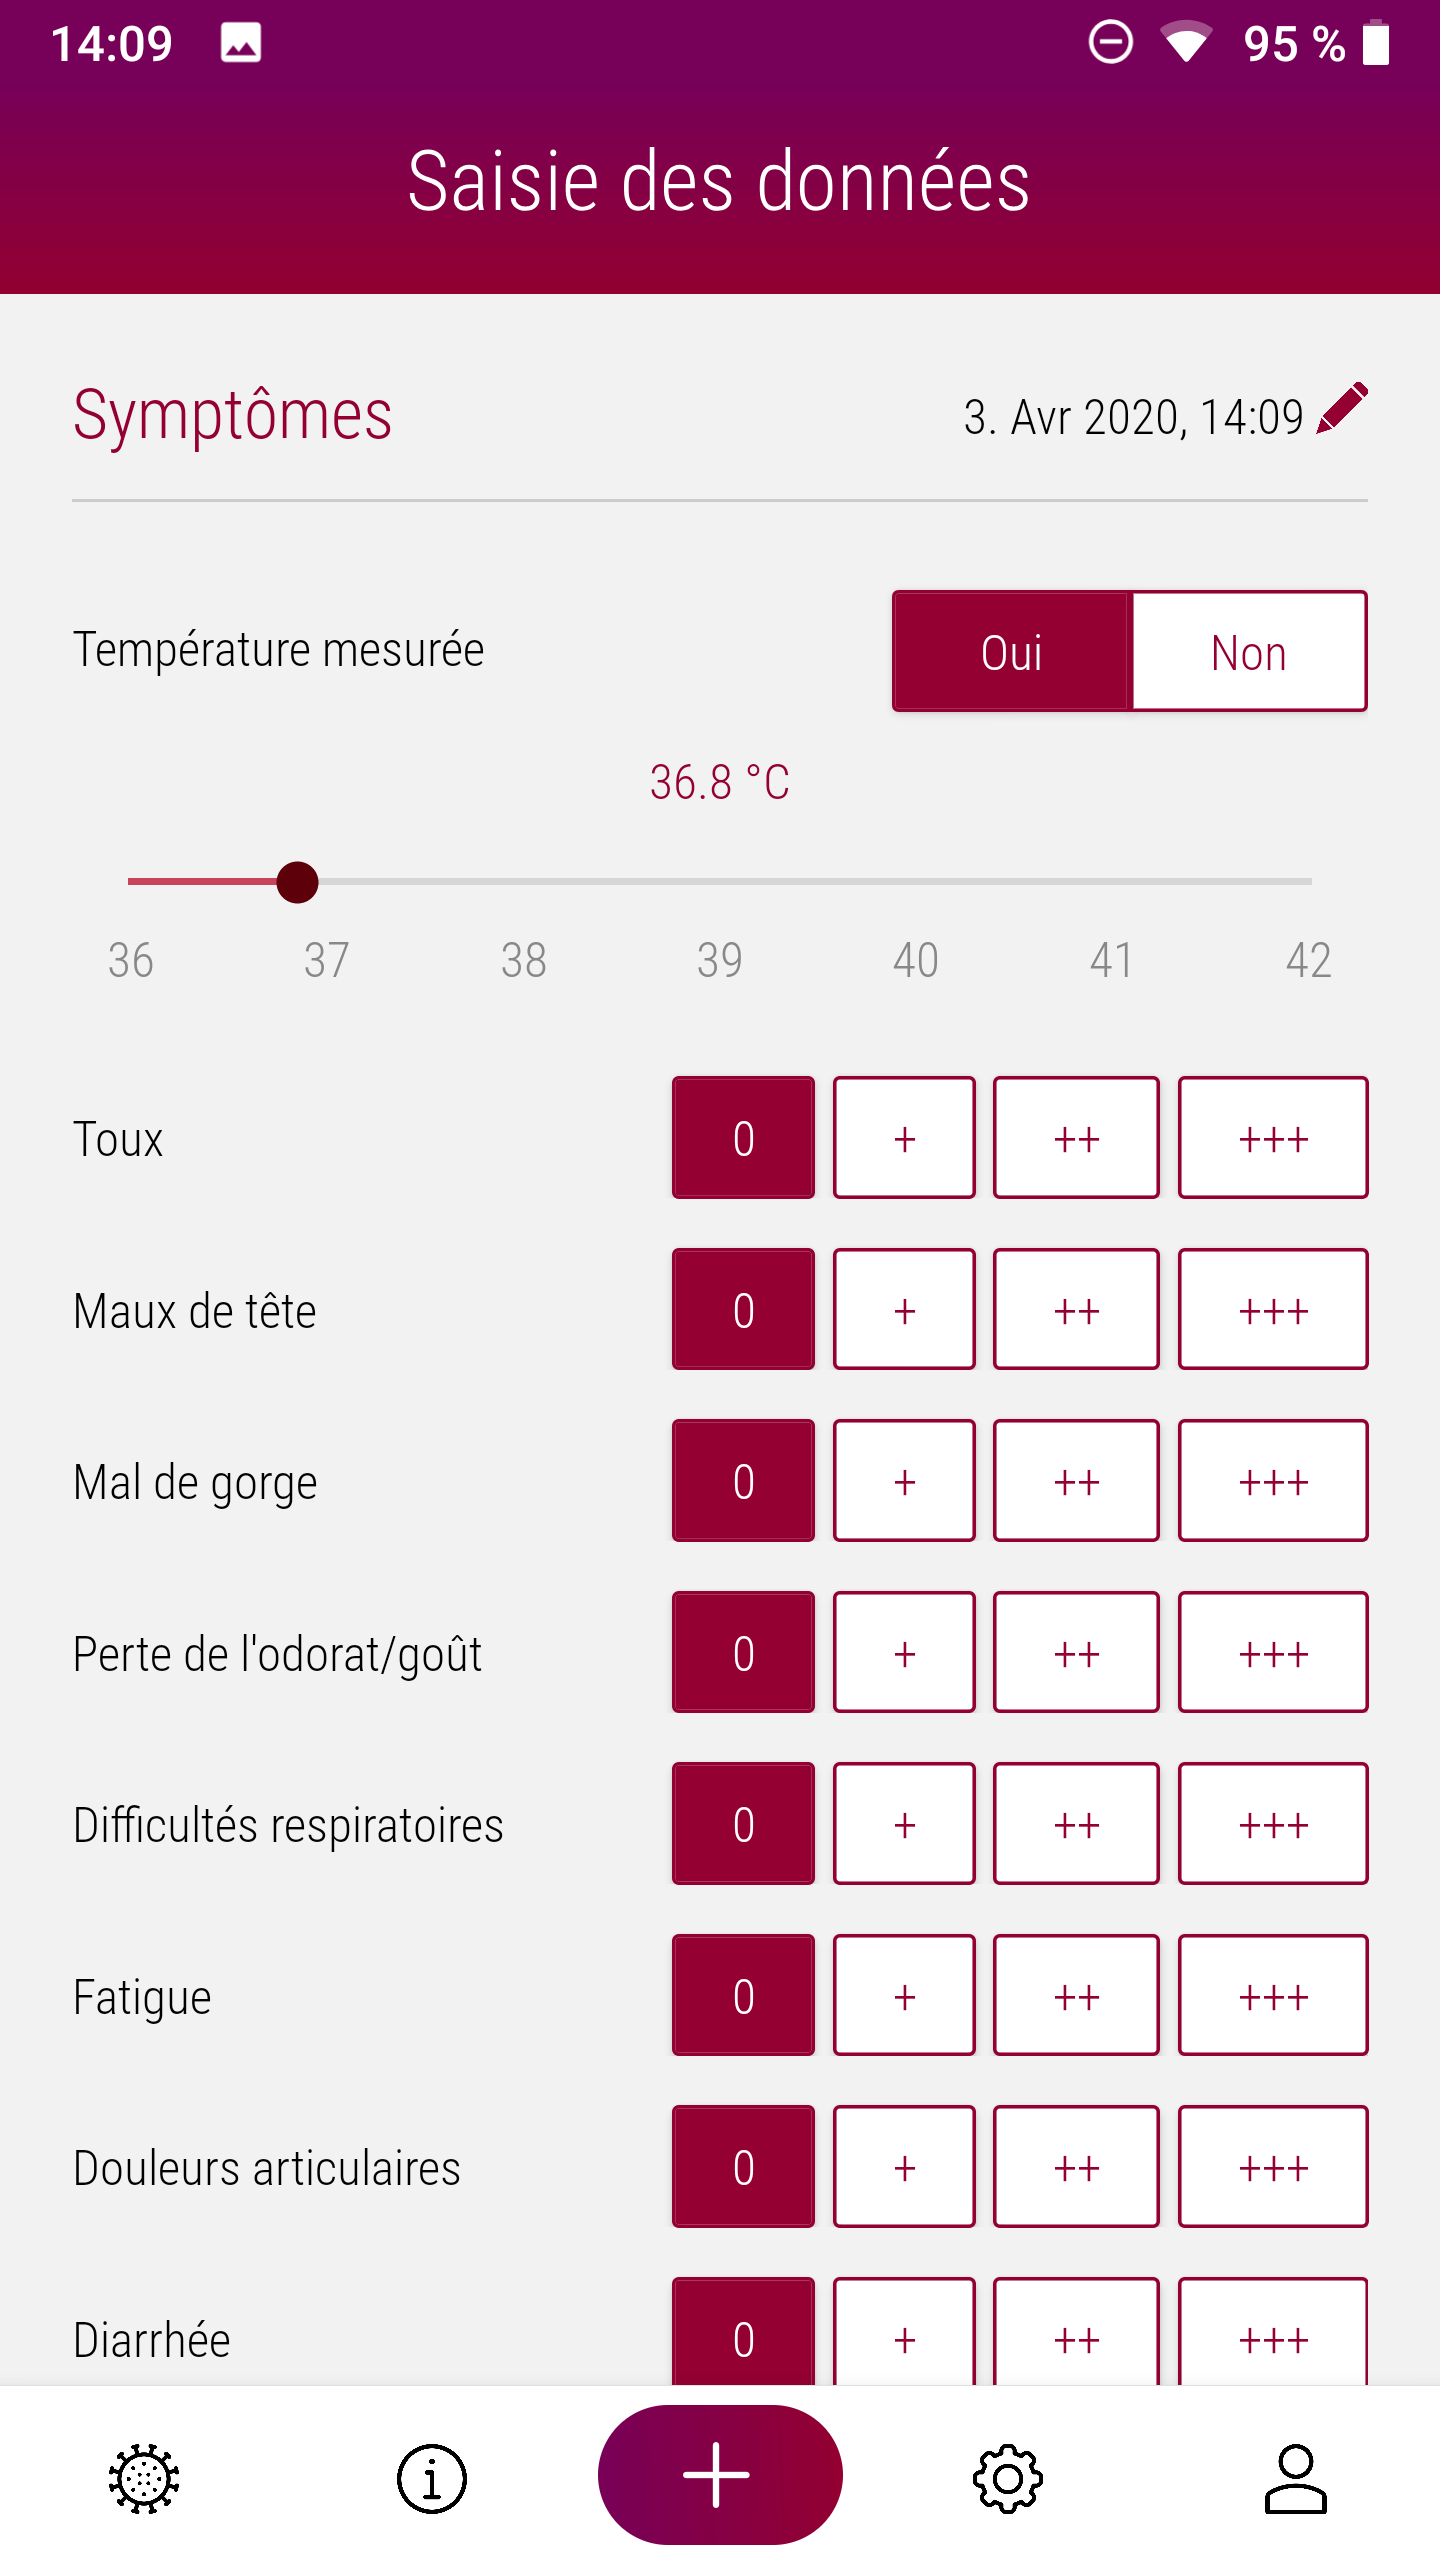 14:09 95 %
Saisie des données
Symptômes 3. Avr 2020, 14:09
Température mesurée Oui Non
36.8 °C
36 37 38 39 40 41 42
Toux 0 + ++ +++
Maux de tête 0 + ++ +++
Mal de gorge 0 + ++ +++
Perte de l'odorat/goût 0 + ++ +++
Difficultés respiratoires 0 + ++ +++
Fatigue 0 + ++ +++
Douleurs articulaires 0 + ++ +++
Diarrhée 0 + ++ +++